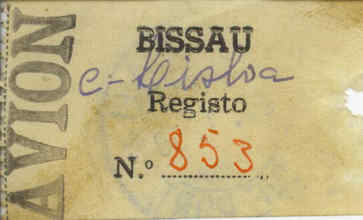 AVION
BISSAU
C- Lisboa
Registo
N.º 853